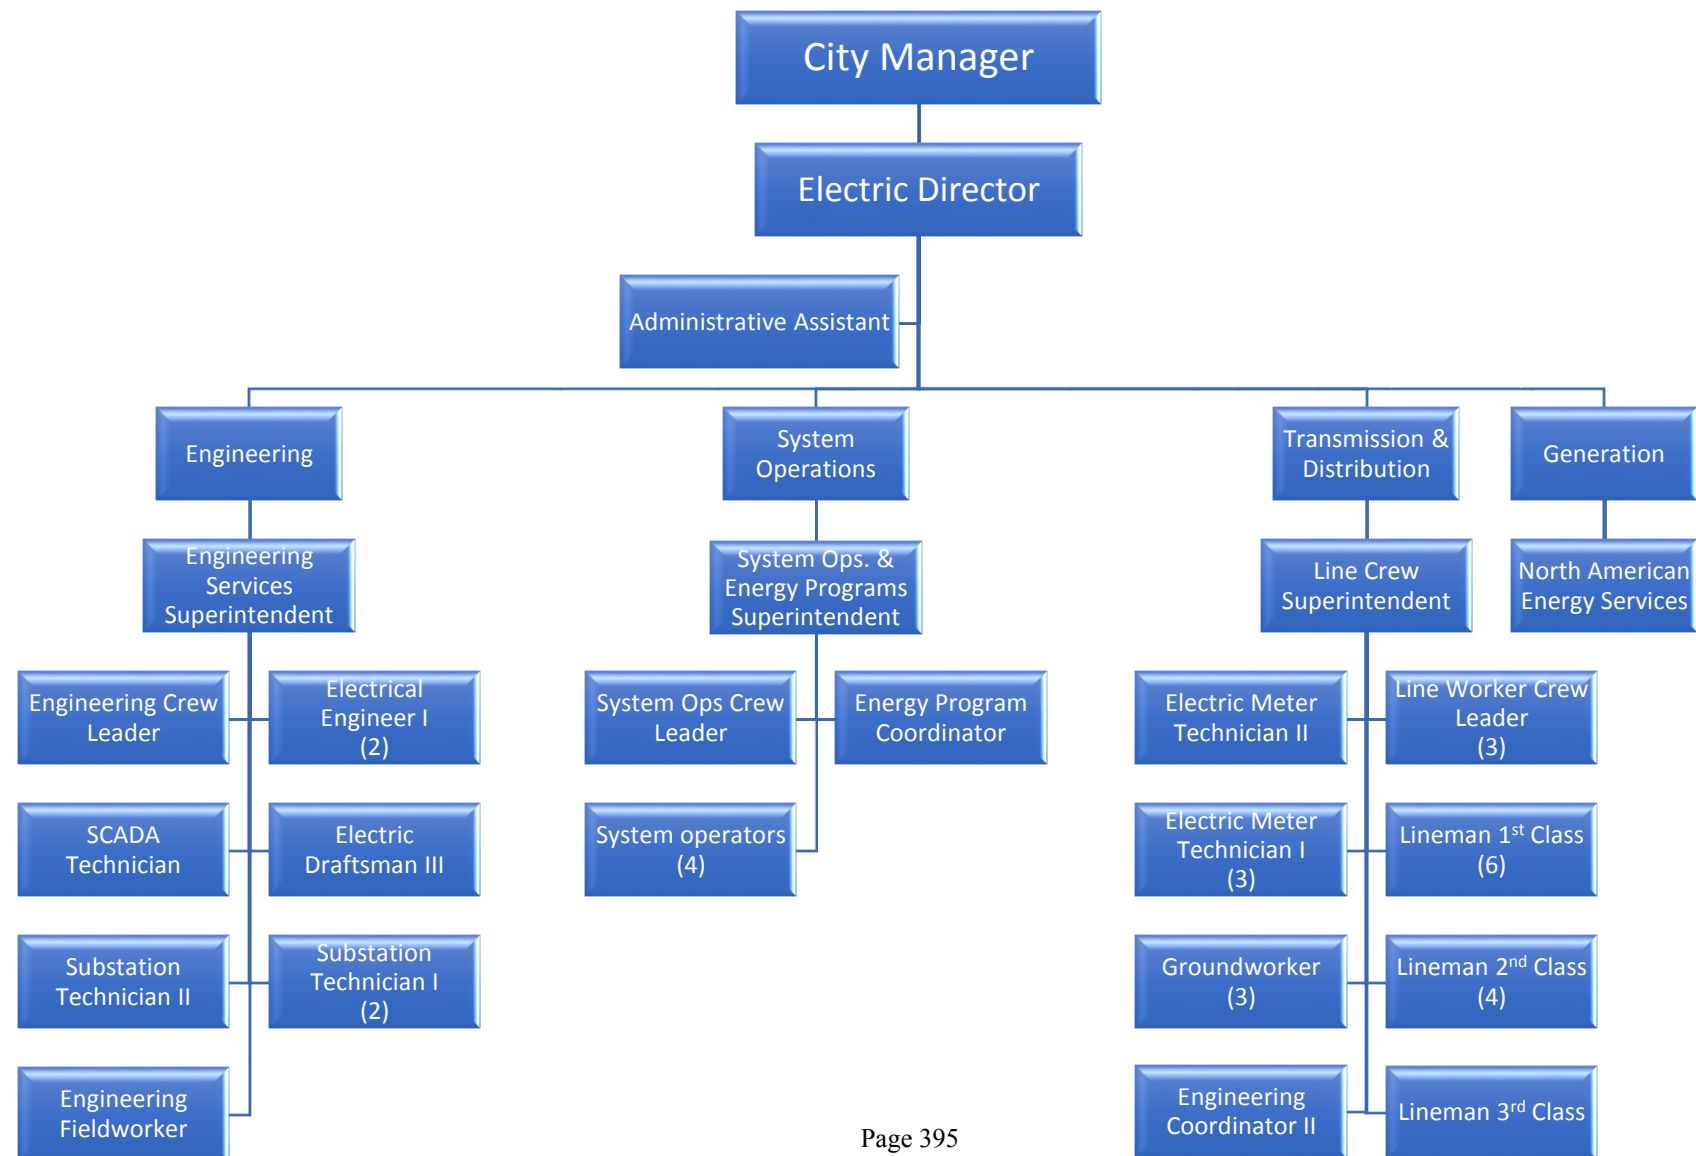 City Manager
Electric Director
Administrative Assistant
Engineering
System
Operations
Transmission &
Distribution
Generation
Engineering
Services
Superintendent
System Ops. &
Energy Programs
Superintendent
Line Crew
Superintendent
North American
Energy Services
Engineering Crew
Leader
Electrical
Engineer I
(2)
System Ops Crew
Leader
Energy Program
Coordinator
Electric Meter
Technician II
Line Worker Crew
Leader
(3)
SCADA
Technician
Electric
Draftsman III
System operators
(4)
Electric Meter
Technician I
(3)
Lineman 1st Class
(6)
Substation
Technician II
Substation
Technician I
(2)
Groundworker
(3)
Lineman 2nd Class
(4)
Engineering
Fieldworker
Engineering
Coordinator II
Lineman 3rd Class
Page 395